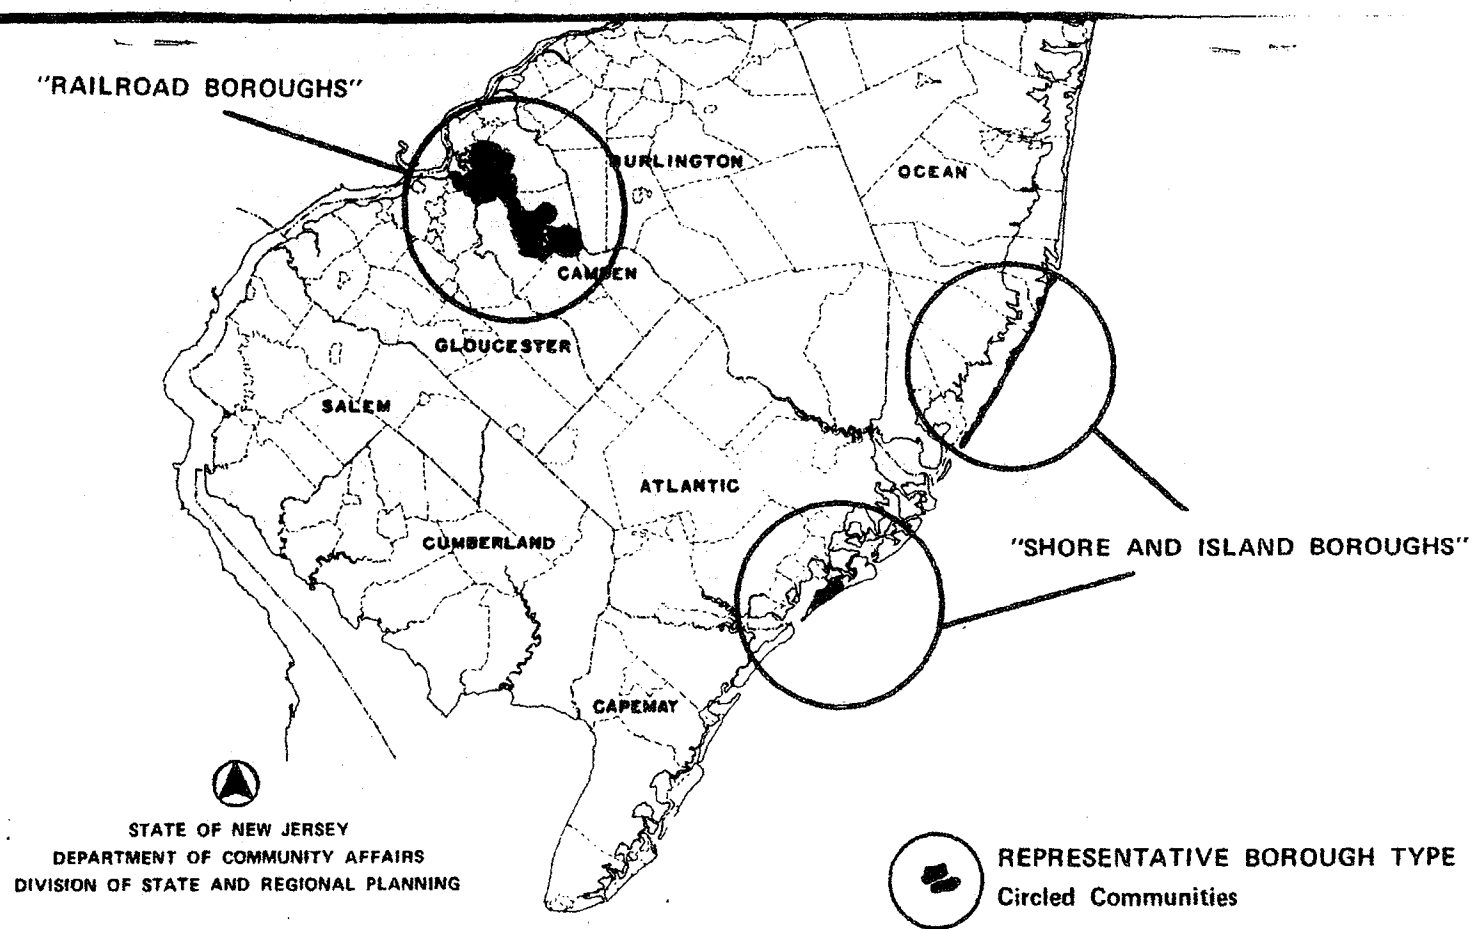 "RAILROAD BOROUGHS"
BURLINGTON
OCEAN
CAMDEN
GLOUCESTER
SALEM
ATLANTIC
CUMBERLAND
"SHORE AND ISLAND BOROUGHS"
CAPEMAY
STATE OF NEW JERSEY
DEPARTMENT OF COMMUNITY AFFAIRS
DIVISION OF STATE AND REGIONAL PLANNING
REPRESENTATIVE BOROUGH TYPE
Circled Communities